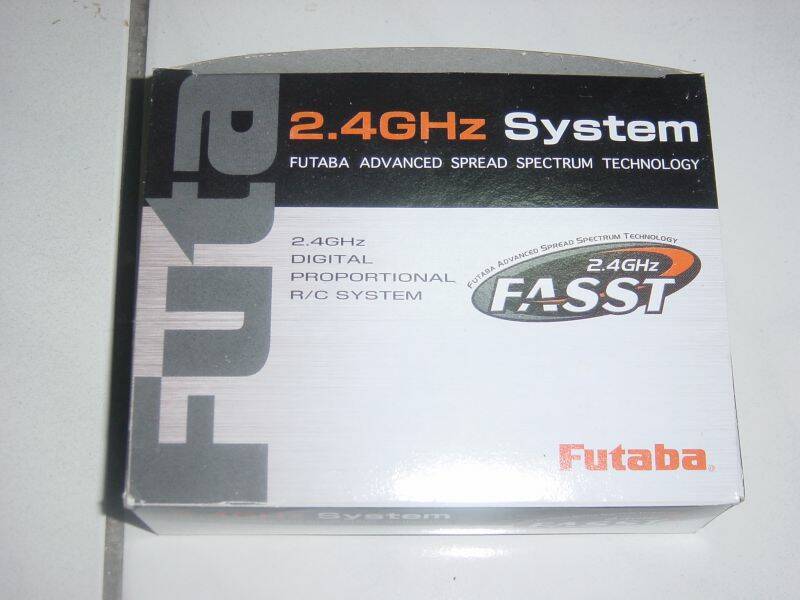 Futa
2.4GHz System
FUTABA ADVANCED SPREAD SPECTRUM TECHNOLOGY
2.4GHz
DIGITAL
PROPORTIONAL
R/C SYSTEM
FUTABA ADVANCED SPREAD SPECTRUM TECHNOLOGY
2.4GHz
FASST
Futaba®
System
FASST